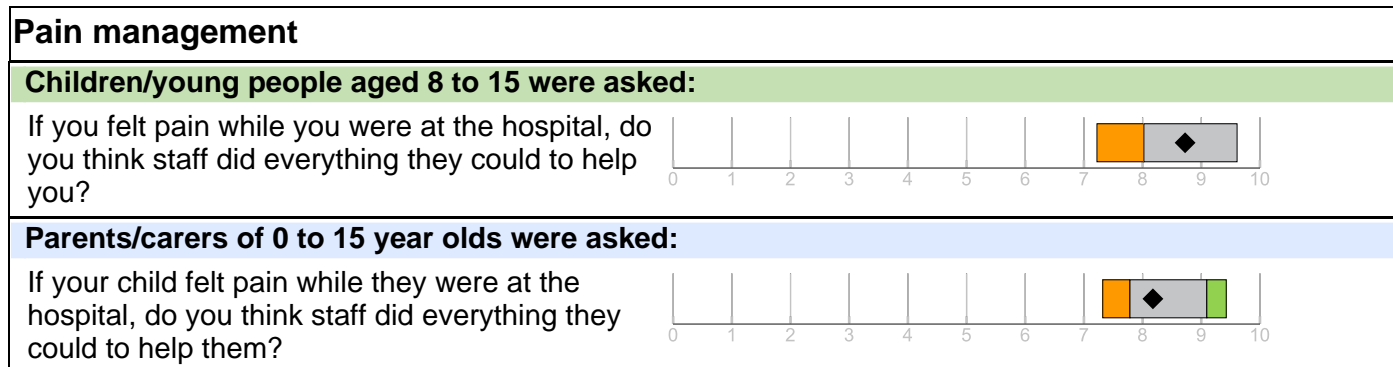 Pain management
Children/young people aged 8 to 15 were asked:
If you felt pain while you were at the hospital, do
you think staff did everything they could to help
you?
0 1 2 3 4 5 6 7 8 9 10
Parents/carers of 0 to 15 year olds were asked:
If your child felt pain while they were at the
hospital, do you think staff did everything they
could to help them?
0 1 2 3 4 5 6 7 8 9 10